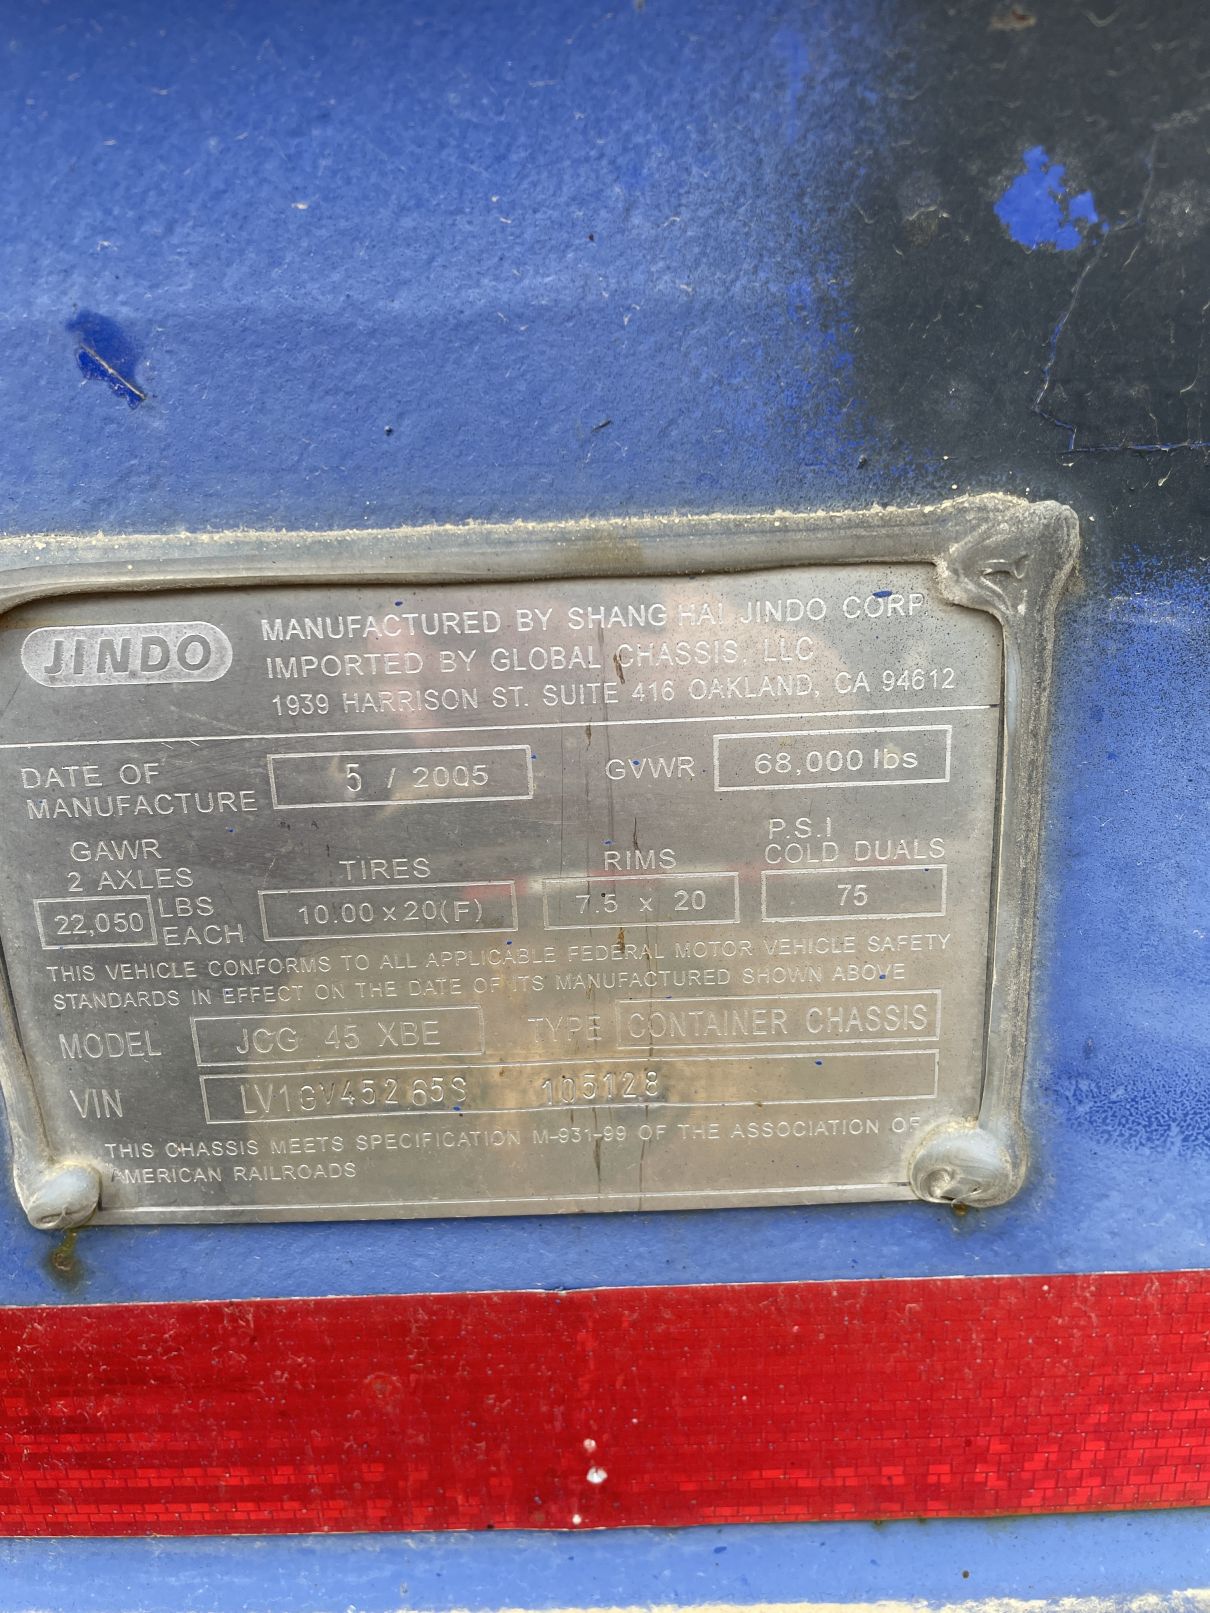 JINDO
MANUFACTURED BY SHANG HAI JINDO CORP
IMPORTED BY GLOBAL CHASSIS, LLC
1939 HARRISON ST. SUITE 416 OAKLAND, CA 94612
DATE OF MANUFACTURE 5 / 2005 GVWR 68,000 lbs
GAWR 2 AXLES 22,050 LBS EACH
TIRES 10.00 x 20(F)
RIMS 7.5 x 20
P.S.I COLD DUALS 75
THIS VEHICLE CONFORMS TO ALL APPLICABLE FEDERAL MOTOR VEHICLE SAFETY
STANDARDS IN EFFECT ON THE DATE OF ITS MANUFACTURED SHOWN ABOVE
MODEL JCG 45 XBE TYPE CONTAINER CHASSIS
VIN LV1GV45265S 105128
THIS CHASSIS MEETS SPECIFICATION M-931-99 OF THE ASSOCIATION OF
AMERICAN RAILROADS